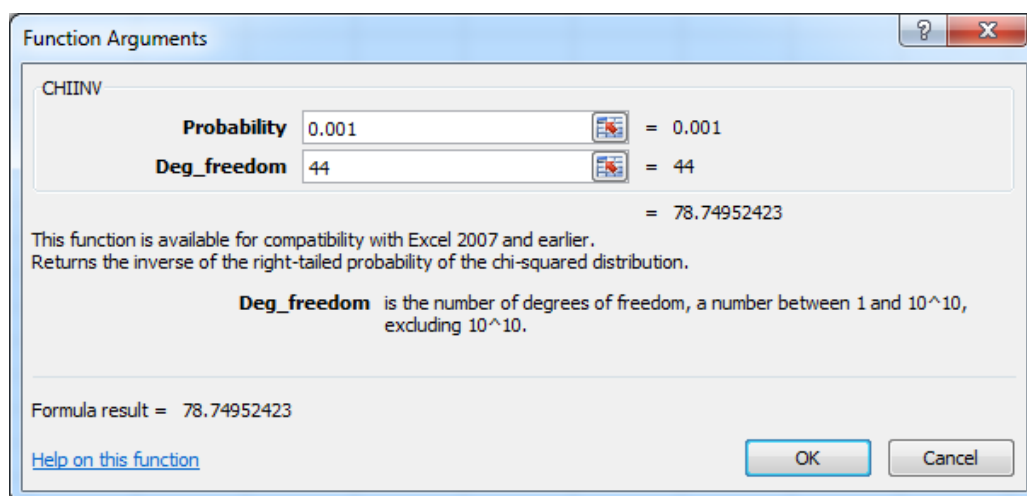 Function Arguments
CHIINV
Probability 0.001 = 0.001
Deg_freedom 44 = 44
= 78.74952423
This function is available for compatibility with Excel 2007 and earlier.
Returns the inverse of the right-tailed probability of the chi-squared distribution.
Deg_freedom is the number of degrees of freedom, a number between 1 and 10^10,
excluding 10^10.
Formula result = 78.74952423
Help on this function OK Cancel